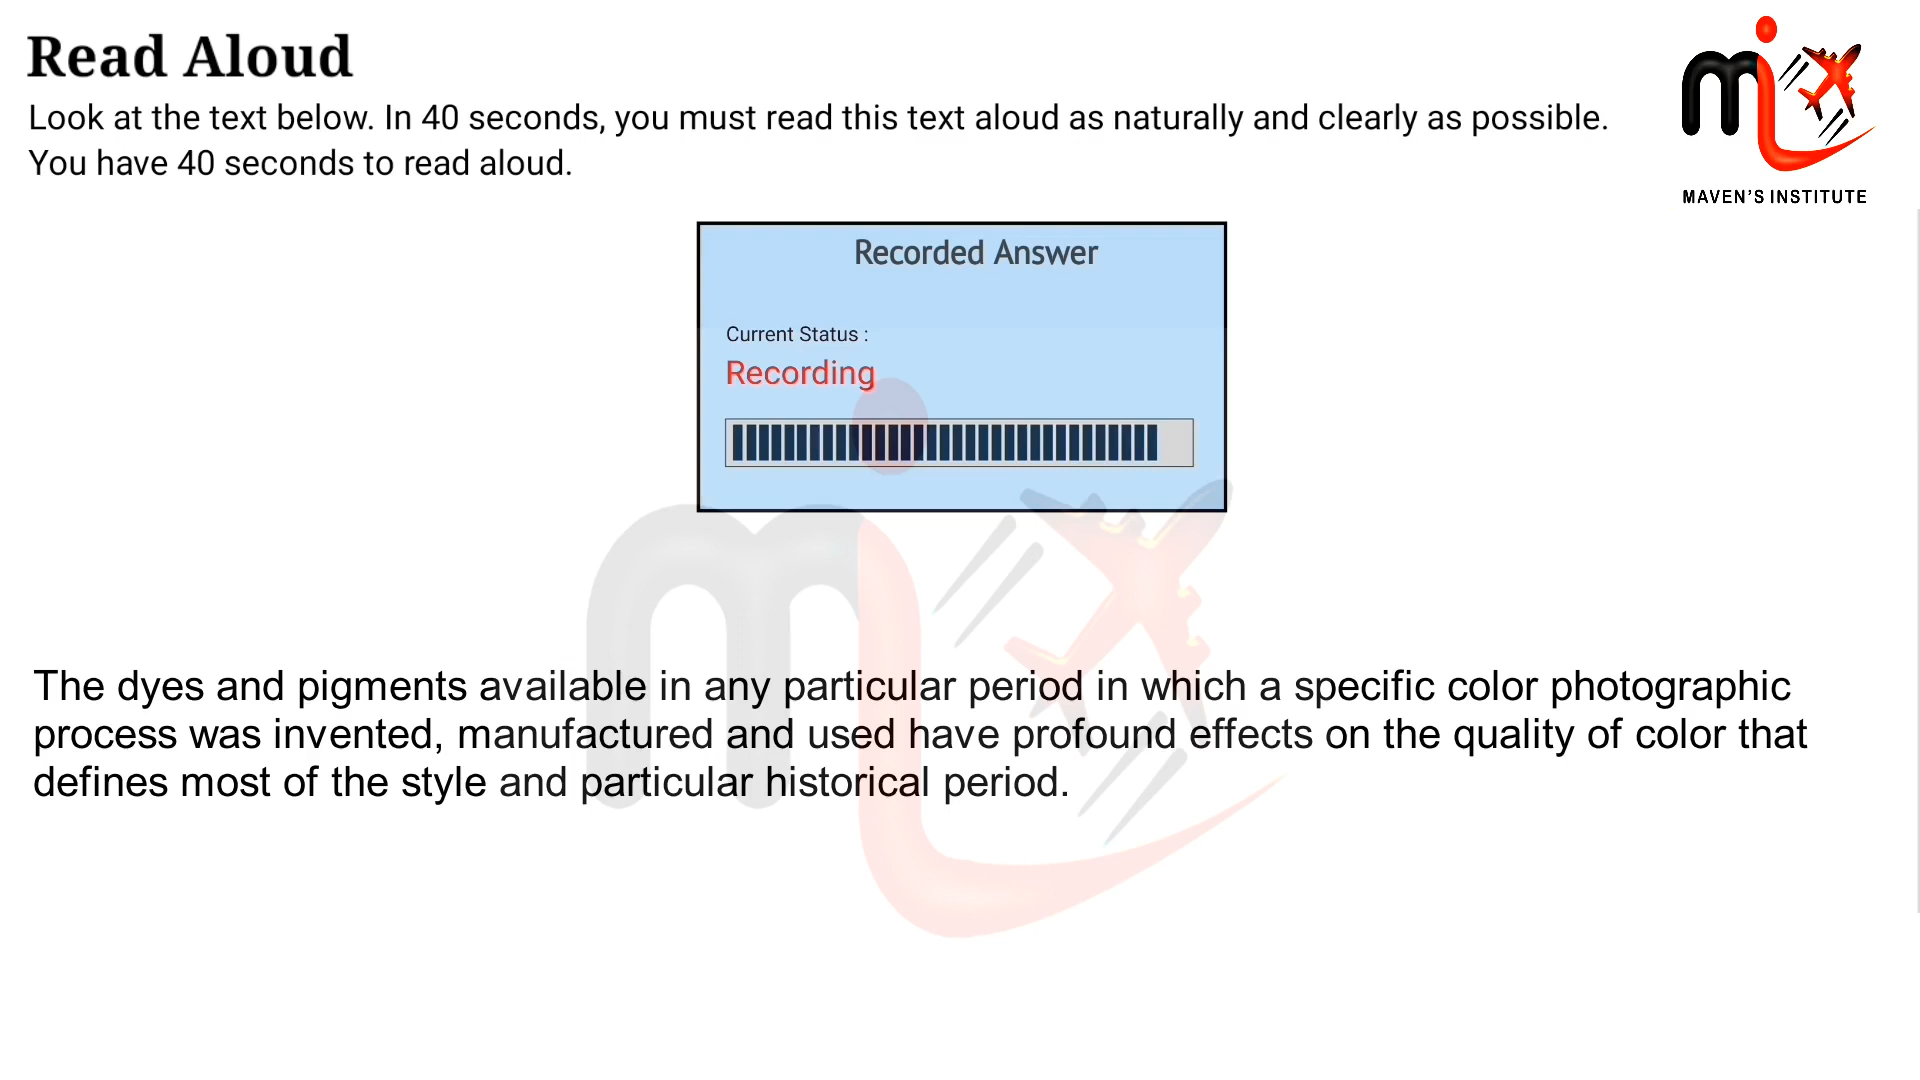 Read Aloud
Look at the text below. In 40 seconds, you must read this text aloud as naturally and clearly as possible.
You have 40 seconds to read aloud.
MAVEN'S INSTITUTE
Recorded Answer
Current Status :
Recording
The dyes and pigments available in any particular period in which a specific color photographic
process was invented, manufactured and used have profound effects on the quality of color that
defines most of the style and particular historical period.